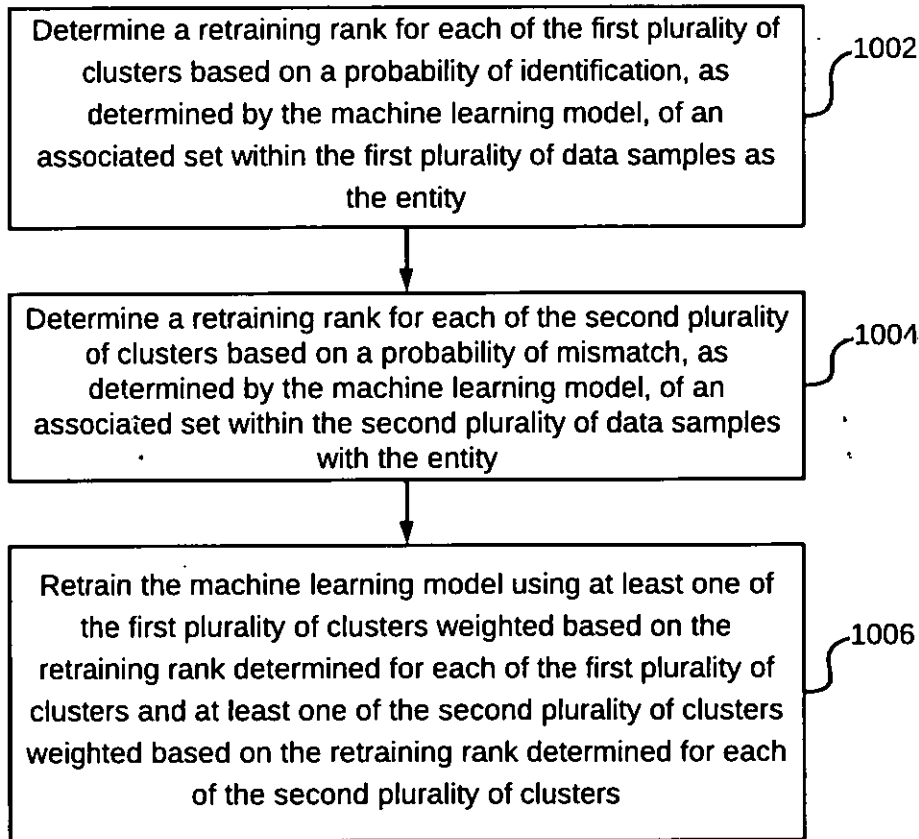 Determine a retraining rank for each of the first plurality of
clusters based on a probability of identification, as
determined by the machine learning model, of an
associated set within the first plurality of data samples as
the entity
1002
Determine a retraining rank for each of the second plurality
of clusters based on a probability of mismatch, as
determined by the machine learning model, of an
associated set within the second plurality of data samples
with the entity
1004
Retrain the machine learning model using at least one of
the first plurality of clusters weighted based on the
retraining rank determined for each of the first plurality of
clusters and at least one of the second plurality of clusters
weighted based on the retraining rank determined for each
of the second plurality of clusters
1006